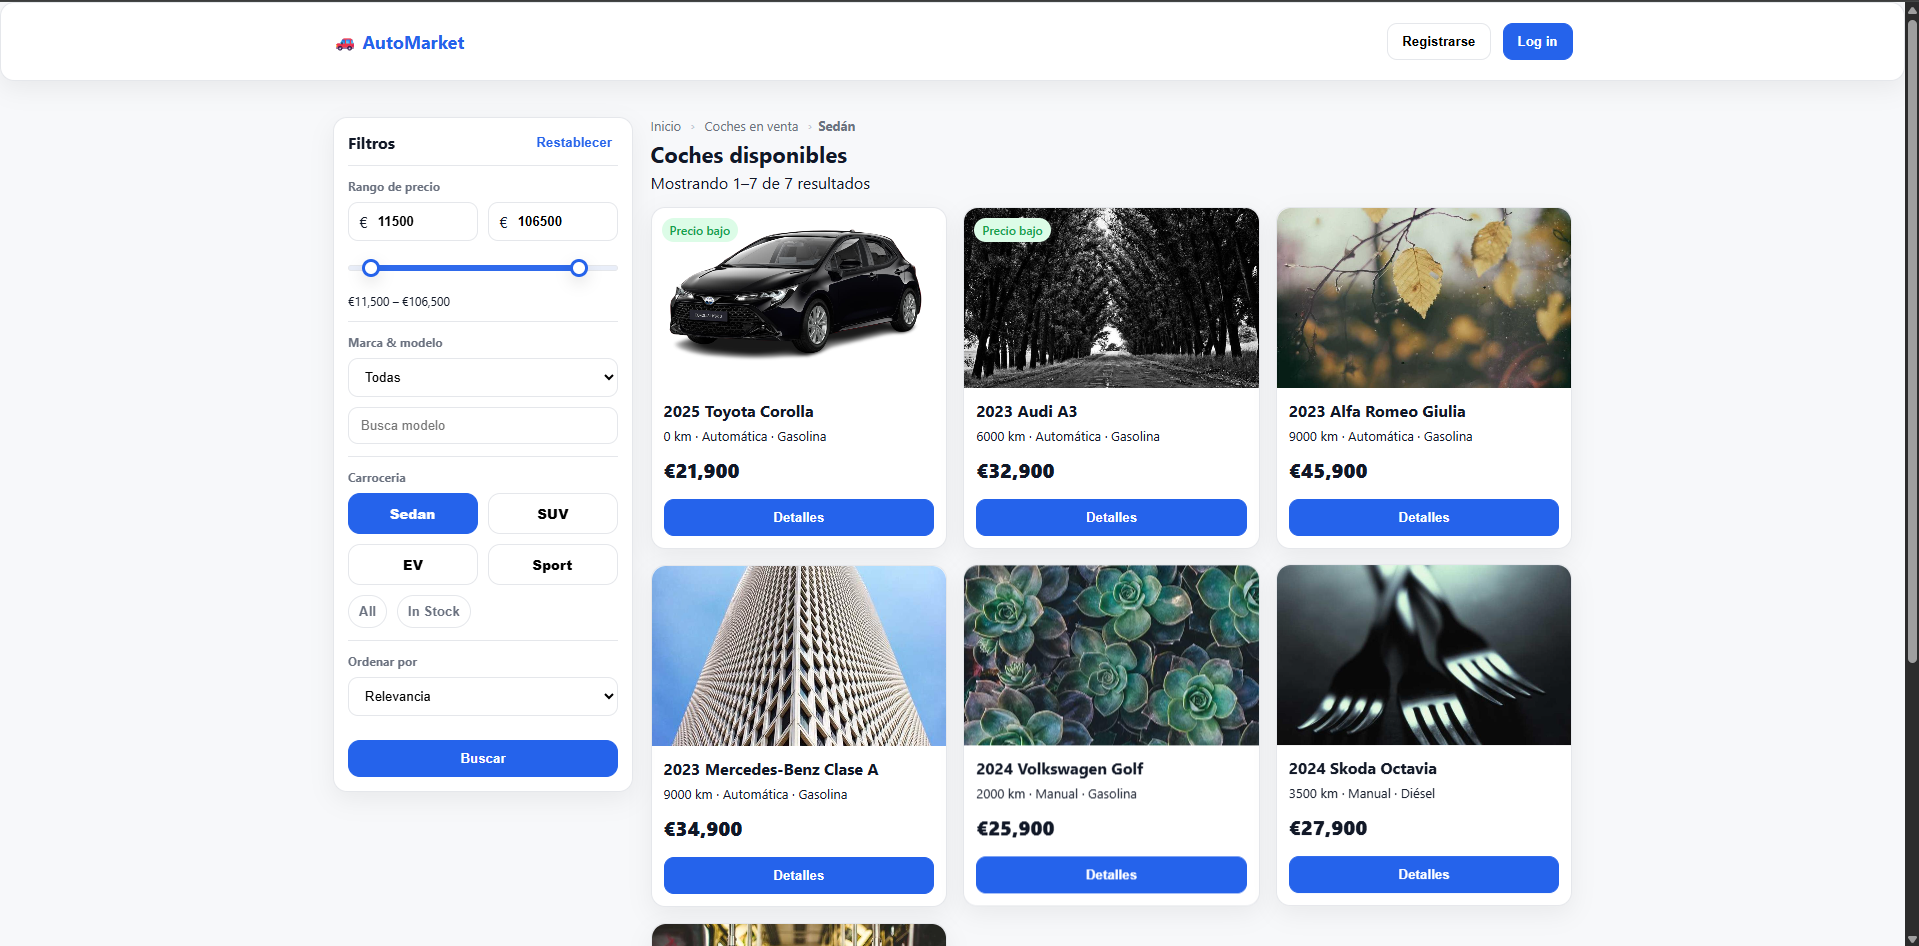 AutoMarket
Registrarse
Log in
Filtros
Restablecer
Rango de precio
€ 11500
€ 106500
€11,500 – €106,500
Marca & modelo
Todas
Busca modelo
Carroceria
Sedan
SUV
EV
Sport
All
In Stock
Ordenar por
Relevancia
Buscar
Inicio › Coches en venta › Sedán
Coches disponibles
Mostrando 1–7 de 7 resultados
Precio bajo
2025 Toyota Corolla
0 km · Automática · Gasolina
€21,900
Detalles
Precio bajo
2023 Audi A3
6000 km · Automática · Gasolina
€32,900
Detalles
2023 Alfa Romeo Giulia
9000 km · Automática · Gasolina
€45,900
Detalles
2023 Mercedes-Benz Clase A
9000 km · Automática · Gasolina
€34,900
Detalles
2024 Volkswagen Golf
2000 km · Manual · Gasolina
€25,900
Detalles
2024 Skoda Octavia
3500 km · Manual · Diésel
€27,900
Detalles